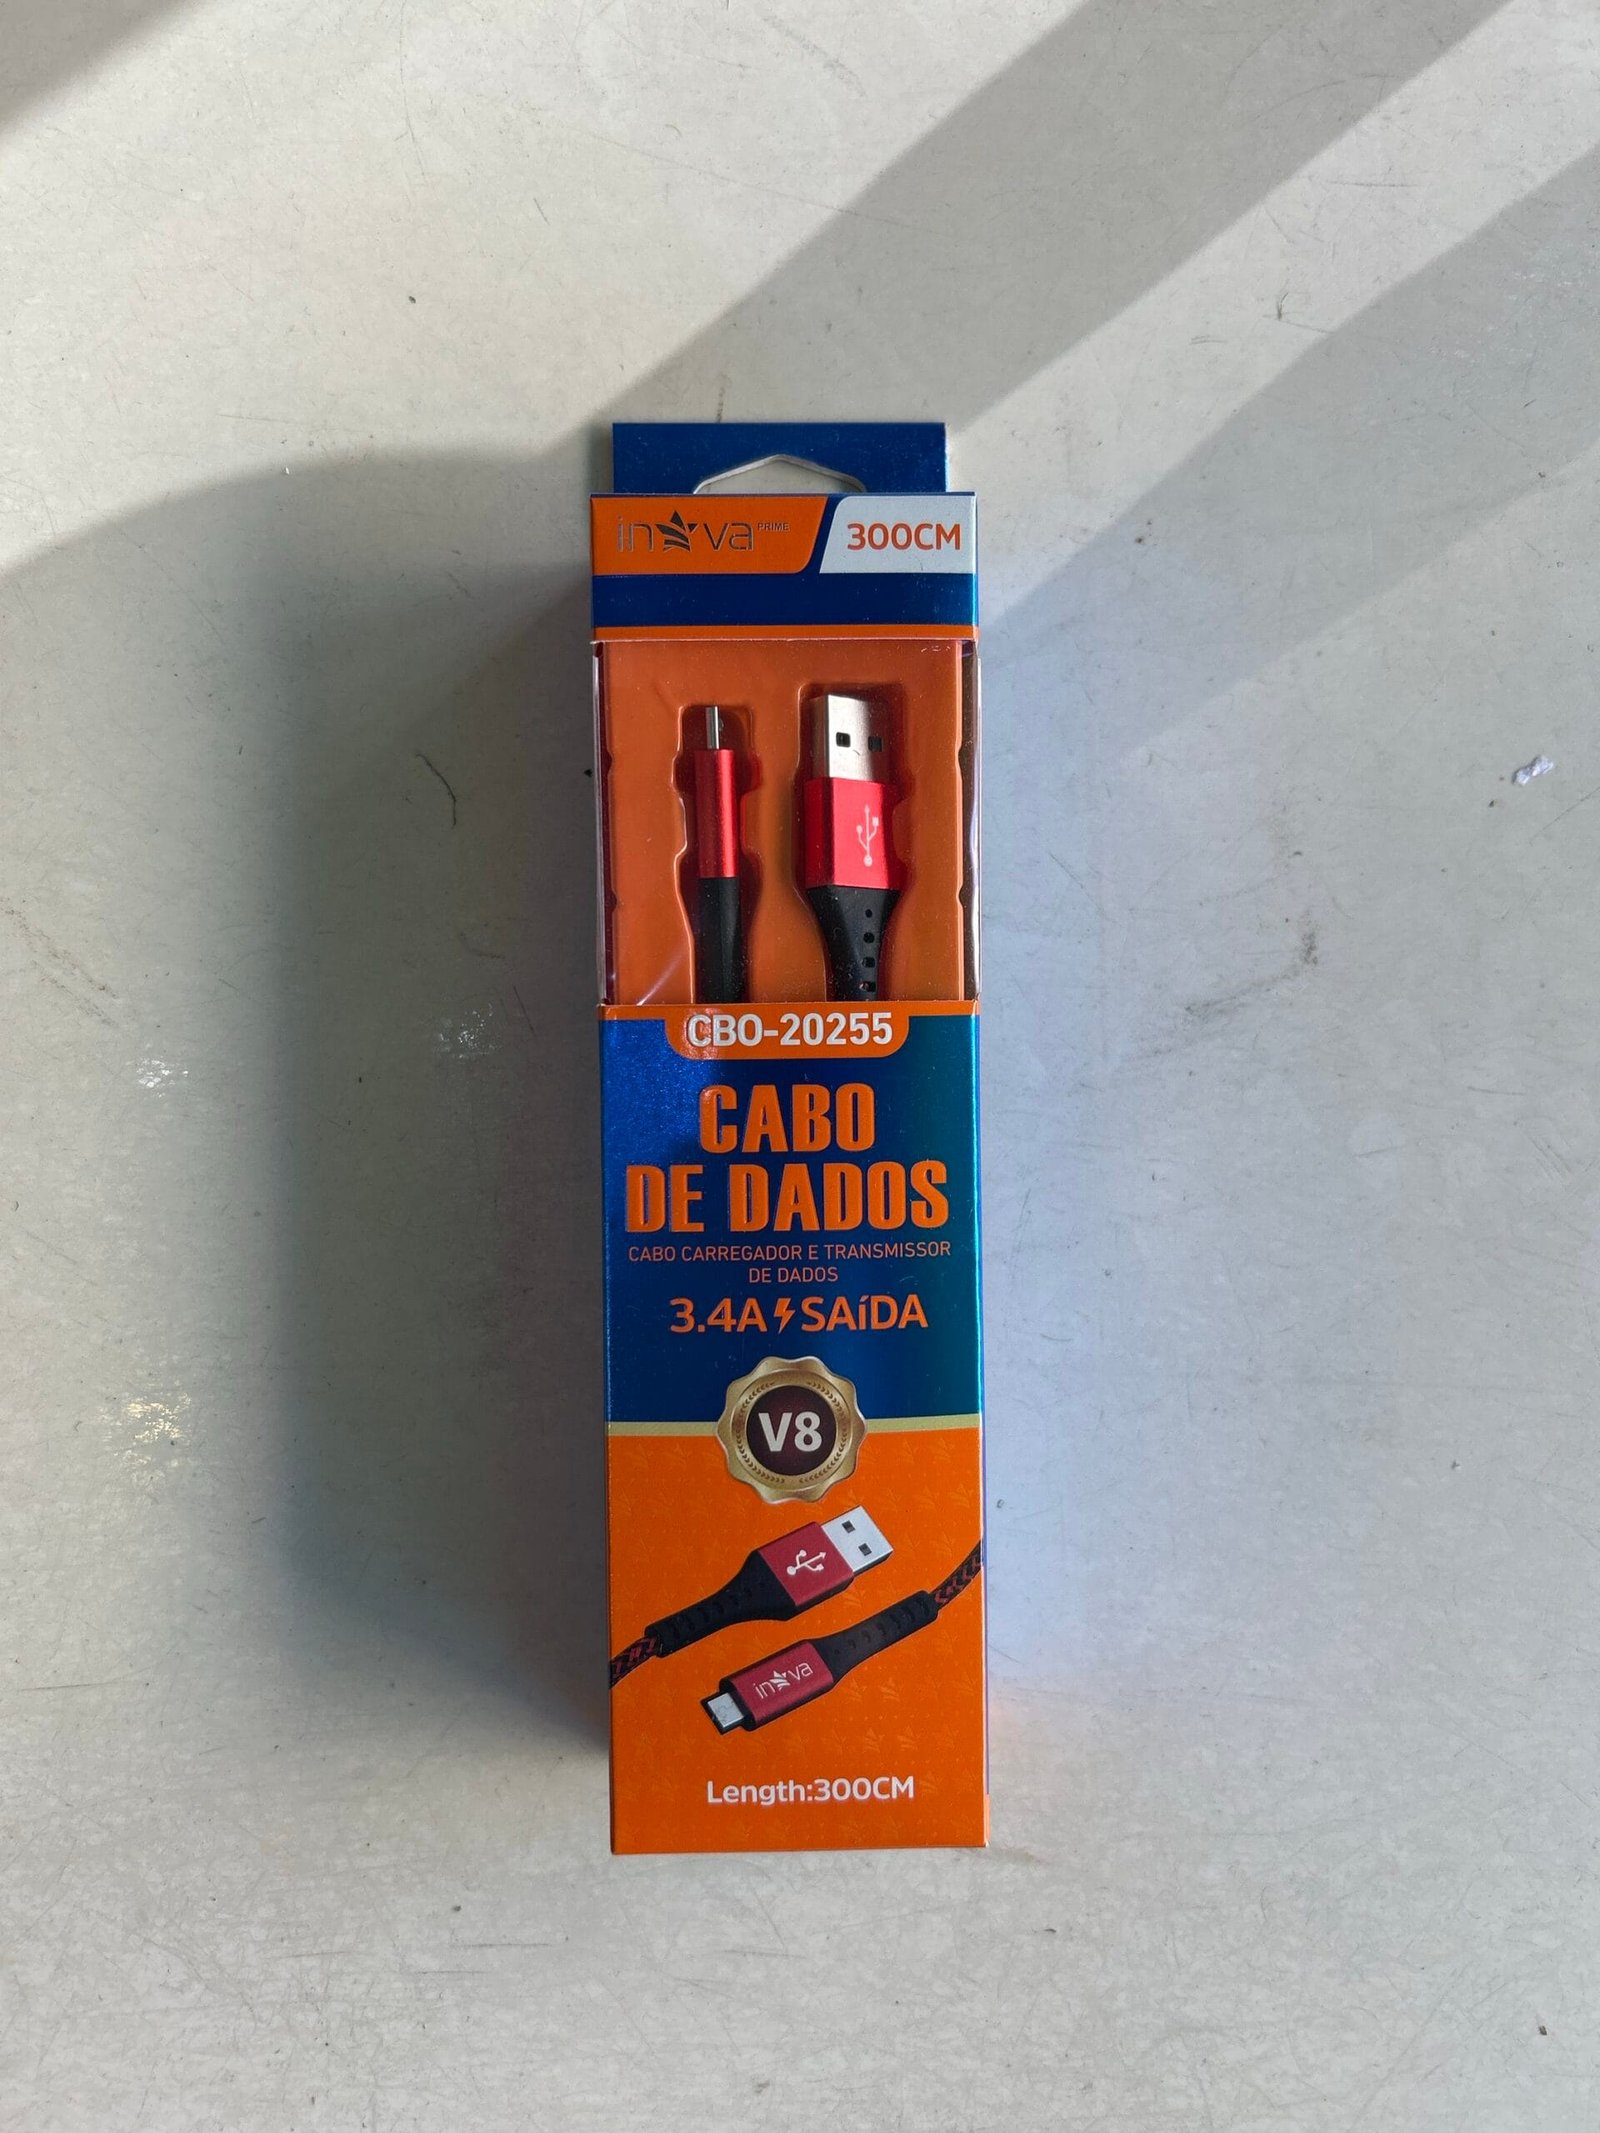 inova PRIME
300CM
CBO-20255
CABO
DE DADOS
CABO CARREGADOR E TRANSMISSOR
DE DADOS
3.4A SAíDA
V8
inova
Length:300CM